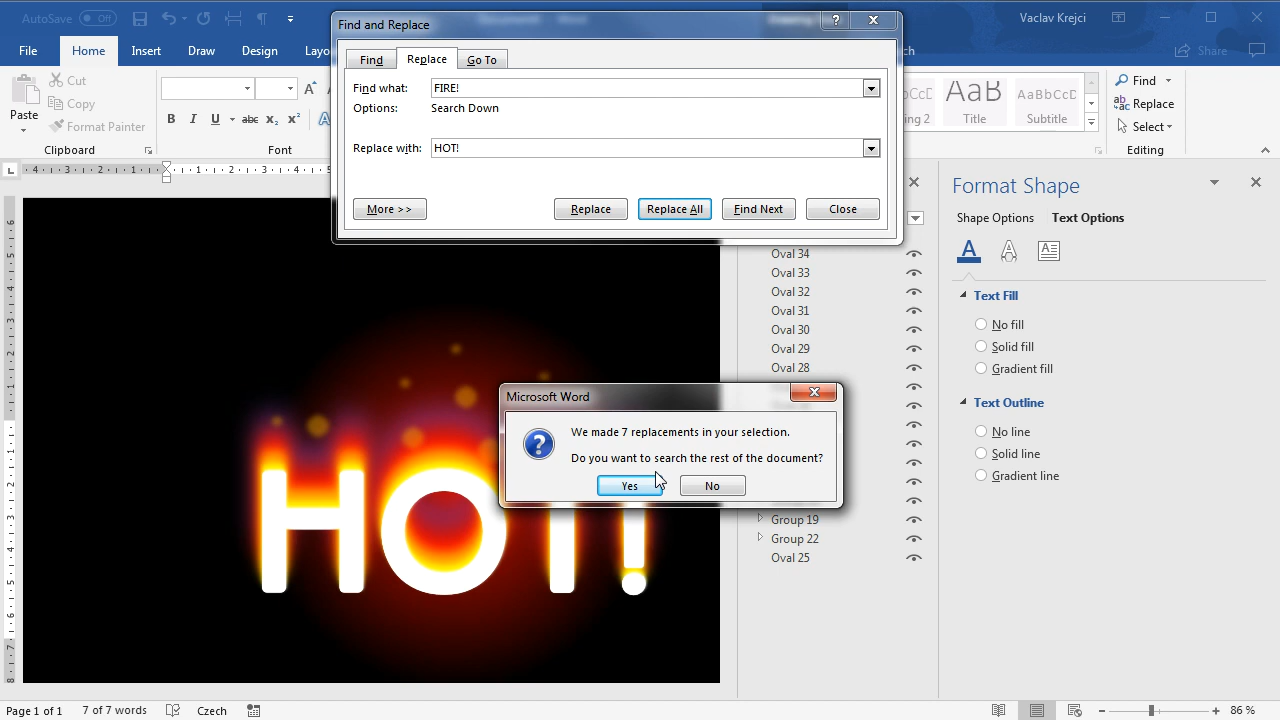 AutoSave Off
Vaclav Krejci
File Home Insert Draw Design Layou
Share
Find and Replace
Find Replace Go To
Find what: FIRE!
Options: Search Down
Replace with: HOT!
More >> Replace Replace All Find Next Close
Paste
Cut
Copy
Format Painter
Clipboard
B I U abc x₂ x² A
Font
AaB
AaBbCcD
Title
Subtitle
Find
Replace
Select
Editing
Format Shape
Shape Options Text Options
Text Fill
No fill
Solid fill
Gradient fill
Text Outline
No line
Solid line
Gradient line
Oval 34
Oval 33
Oval 32
Oval 31
Oval 30
Oval 29
Oval 28
Group 19
Group 22
Oval 25
Microsoft Word
We made 7 replacements in your selection.
Do you want to search the rest of the document?
Yes No
HOT!
Page 1 of 1 7 of 7 words Czech
86 %